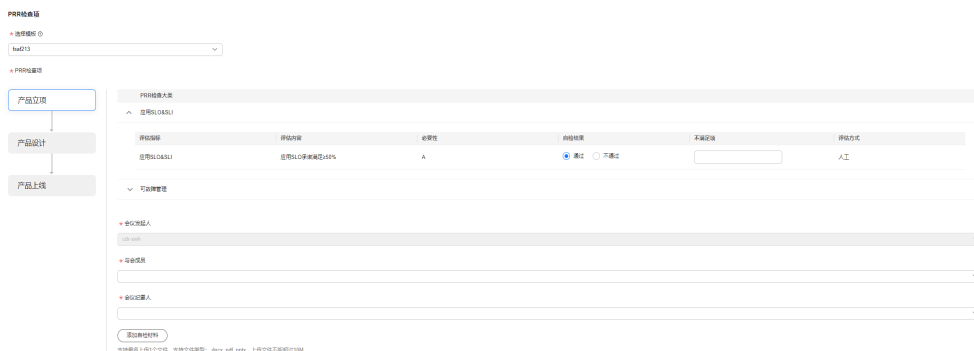 PRR检查项
* 选择模板
fsaf213
* PRR检查项
产品立项
产品设计
产品上线
PRR检查大类
应用SLO&SLI
评估指标 评估内容 必要性 自检结果 不满足项 评估方式
应用SLO&SLI 应用SLO承诺满足≥50% A 通过 不通过 人工
可故障管理
* 会议发起人
* 与会成员
* 会议纪要人
添加自检材料